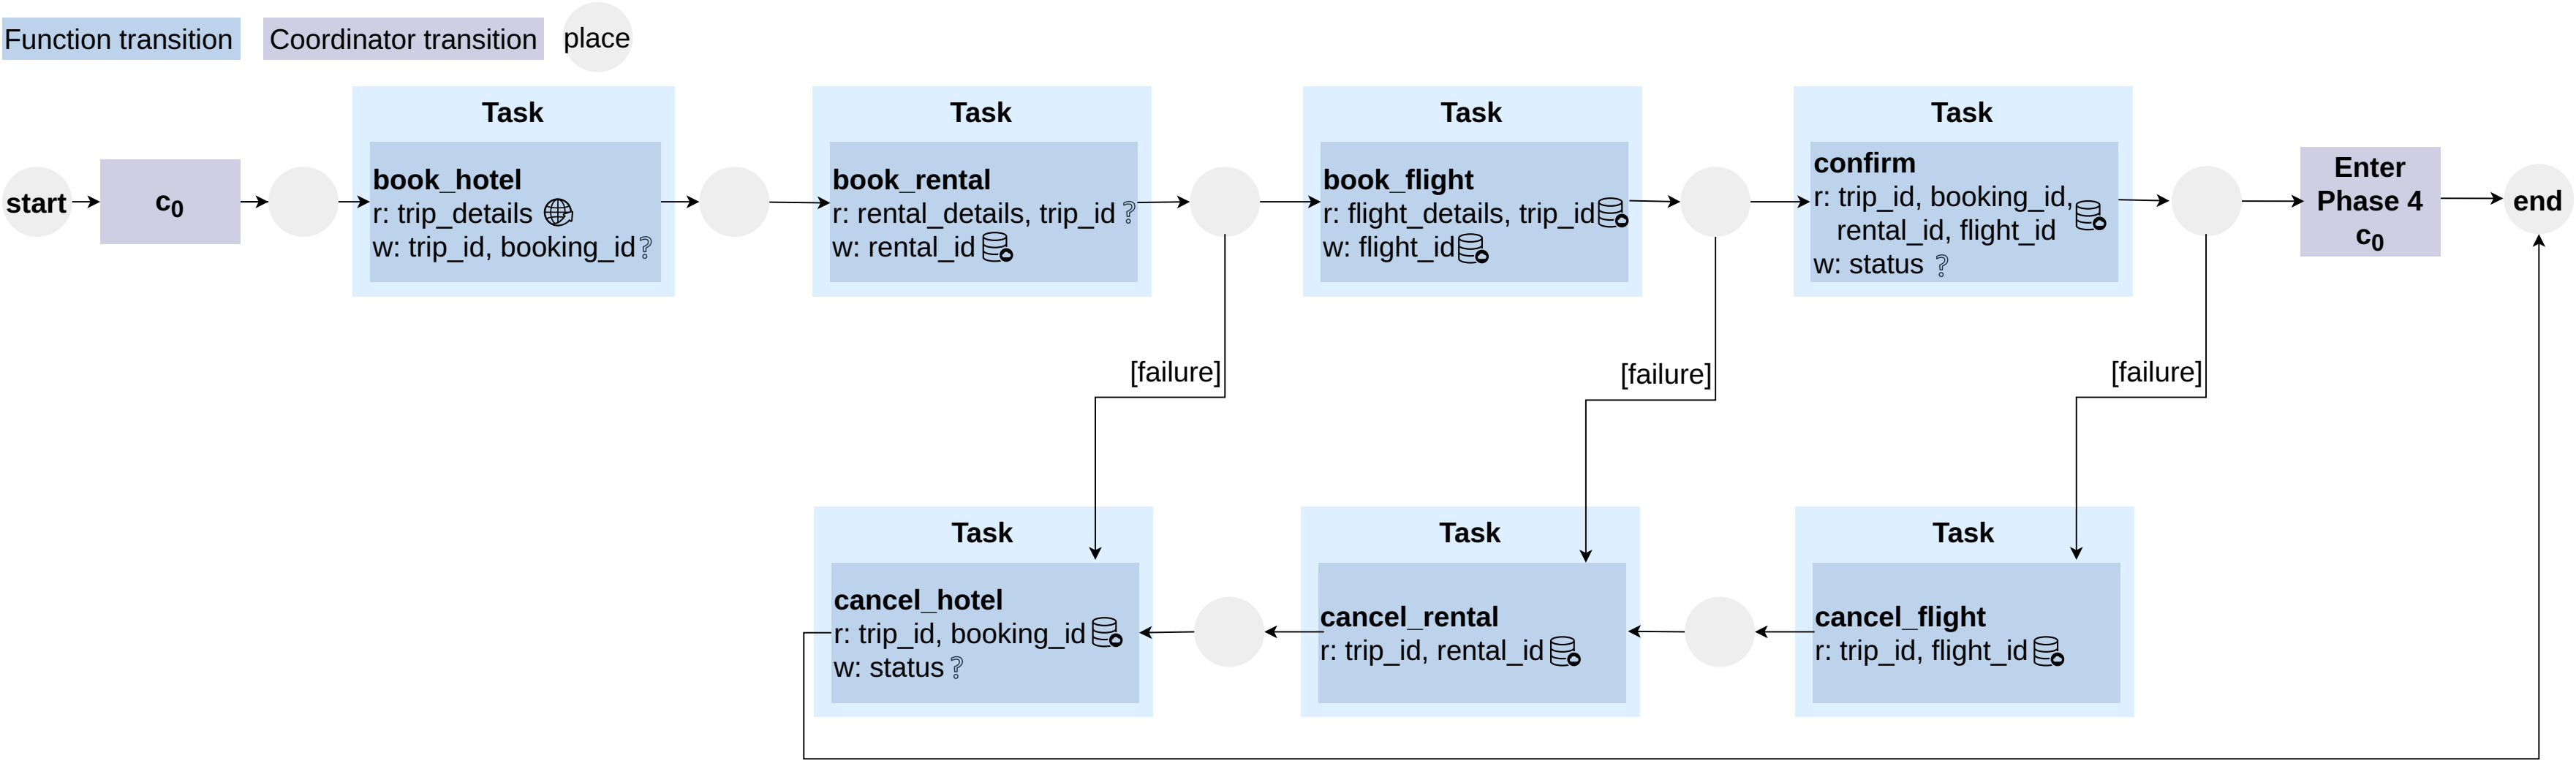 Function transition
Coordinator transition
place
start
c0
Task
book_hotel
r: trip_details
w: trip_id, booking_id
Task
book_rental
r: rental_details, trip_id
w: rental_id
Task
book_flight
r: flight_details, trip_id
w: flight_id
Task
confirm
r: trip_id, booking_id,
rental_id, flight_id
w: status
Enter
Phase 4
c0
end
[failure]
[failure]
[failure]
Task
cancel_hotel
r: trip_id, booking_id
w: status
Task
cancel_rental
r: trip_id, rental_id
Task
cancel_flight
r: trip_id, flight_id